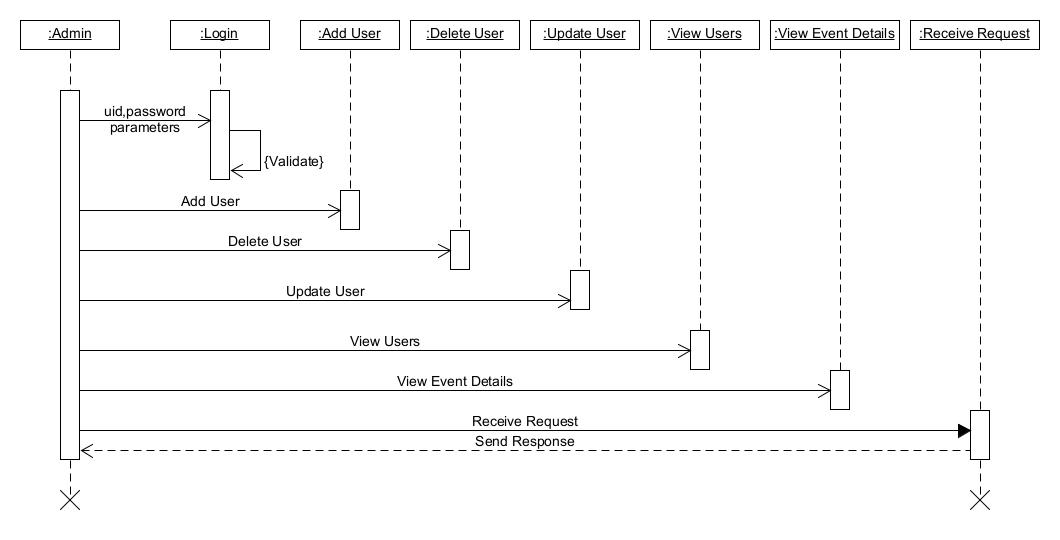 :Admin
:Login
:Add User
:Delete User
:Update User
:View Users
:View Event Details
:Receive Request
uid,password
parameters
{Validate}
Add User
Delete User
Update User
View Users
View Event Details
Receive Request
Send Response